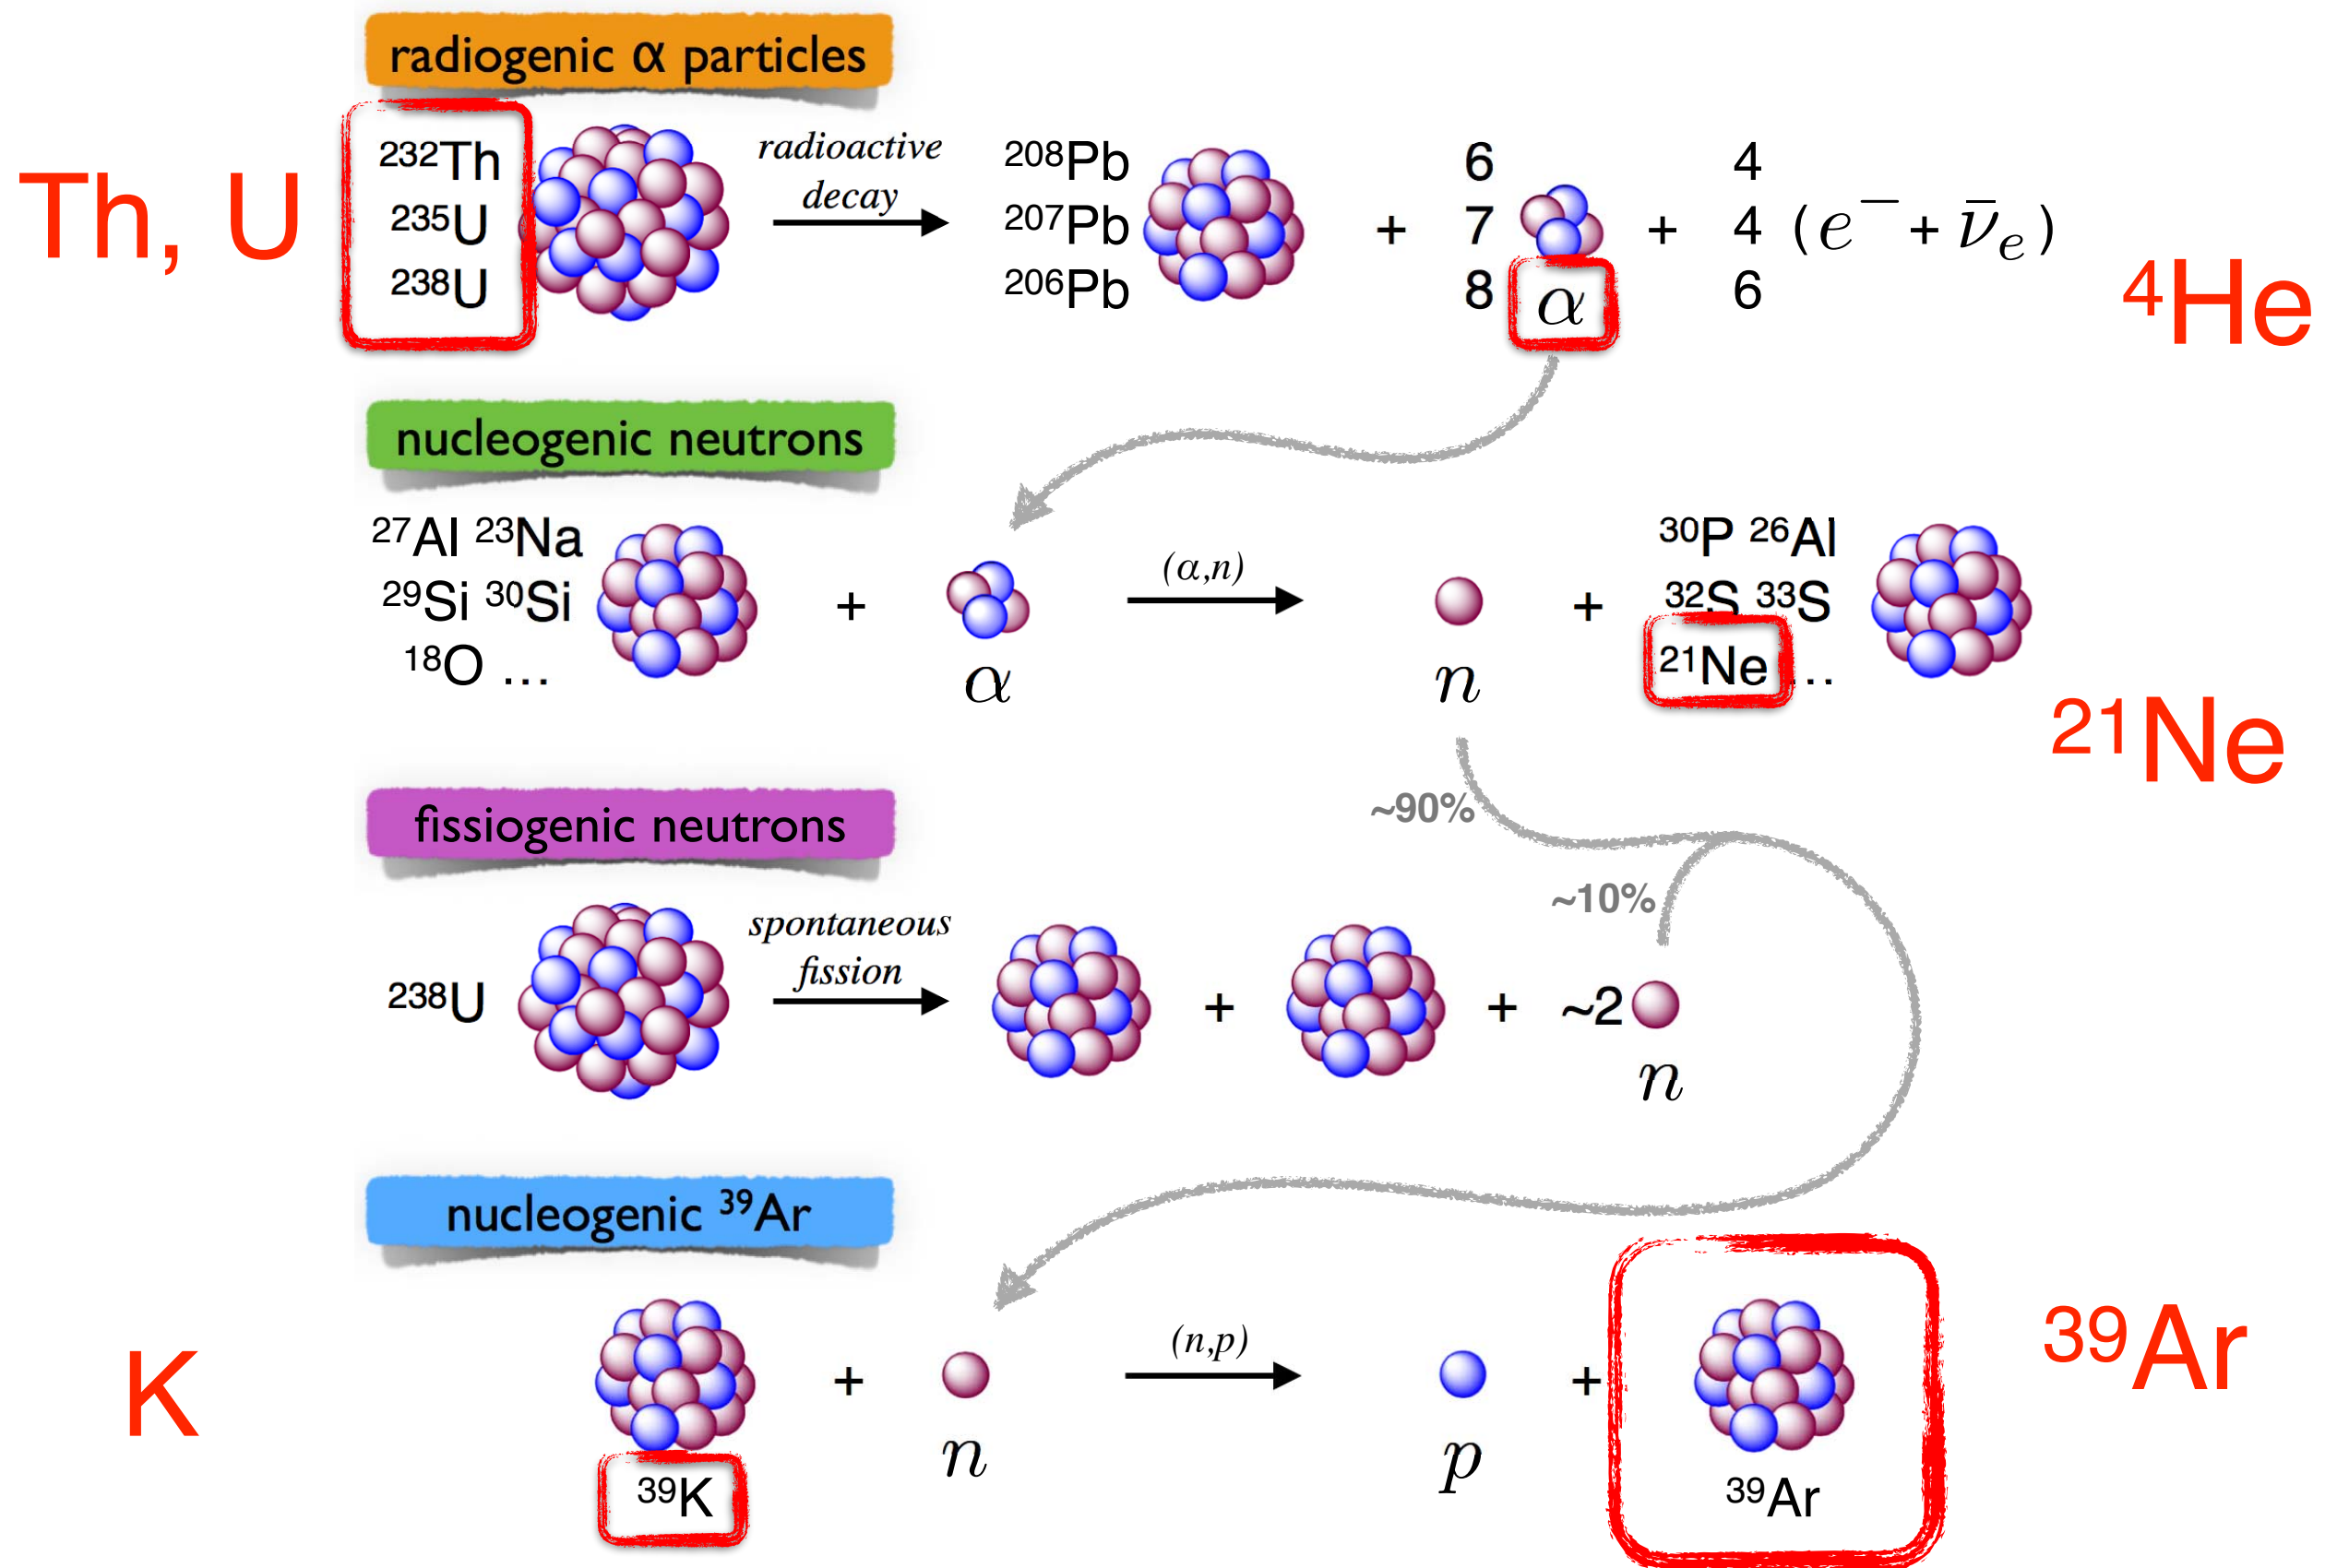 radiogenic α particles
Th, U
²³²Th
²³⁵U
²³⁸U
radioactive
decay
²⁰⁸Pb
²⁰⁷Pb
²⁰⁶Pb
+
6
7
8
α
+
4
4 (e⁻ + ν̄ₑ)
6
⁴He
nucleogenic neutrons
²⁷Al ²³Na
²⁹Si ³⁰Si
¹⁸O ...
+
α
(α,n)
n
+
³⁰P ²⁶Al
³²S ³³S
²¹Ne ...
²¹Ne
~90%
~10%
fissiogenic neutrons
²³⁸U
spontaneous
fission
+
+
~2
n
nucleogenic ³⁹Ar
K
³⁹K
+
n
(n,p)
p
+
³⁹Ar
³⁹Ar